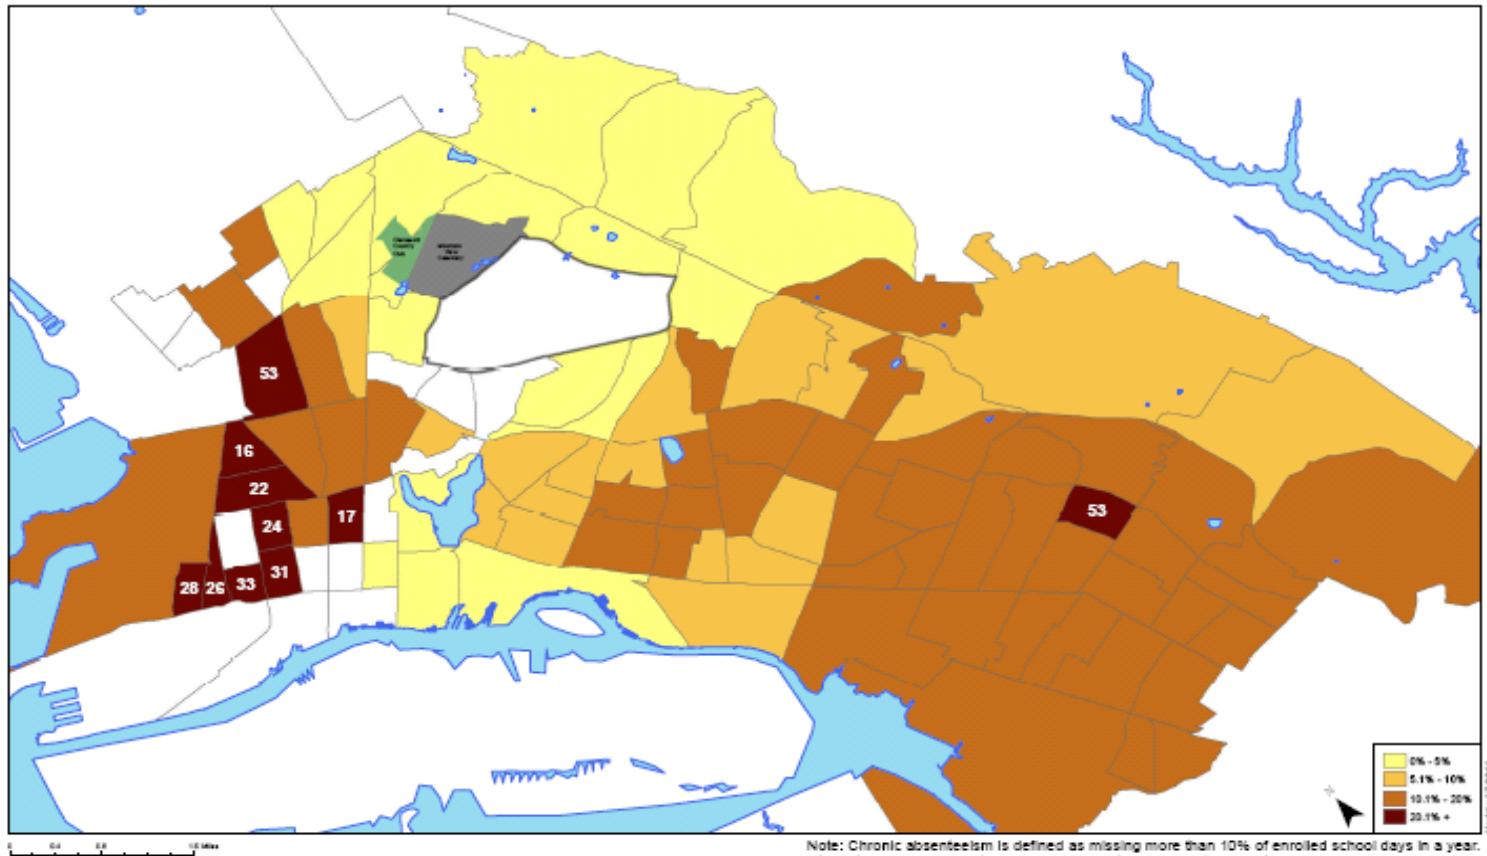 53
16
22
24
17
53
31
33
28
26
0% - 5%
5.1% - 10%
10.1% - 20%
20.1% +
Note: Chronic absenteeism is defined as missing more than 10% of enrolled school days in a year.